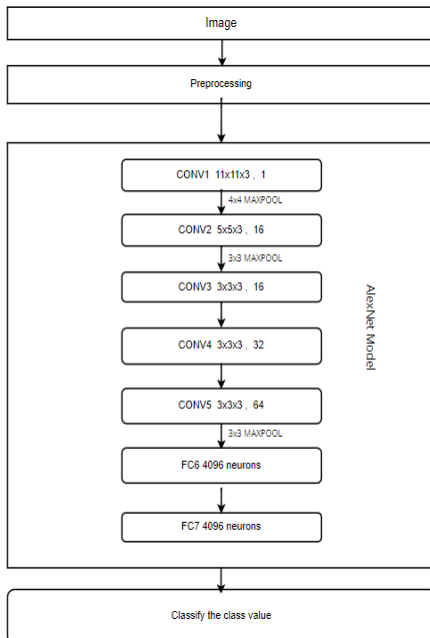 Image
Preprocessing
CONV1 11x11x3 , 1
4x4 MAXPOOL
CONV2 5x5x3 , 16
3x3 MAXPOOL
CONV3 3x3x3 , 16
CONV4 3x3x3 , 32
CONV5 3x3x3 , 64
3x3 MAXPOOL
FC6 4096 neurons
FC7 4096 neurons
AlexNet Model
Classify the class value